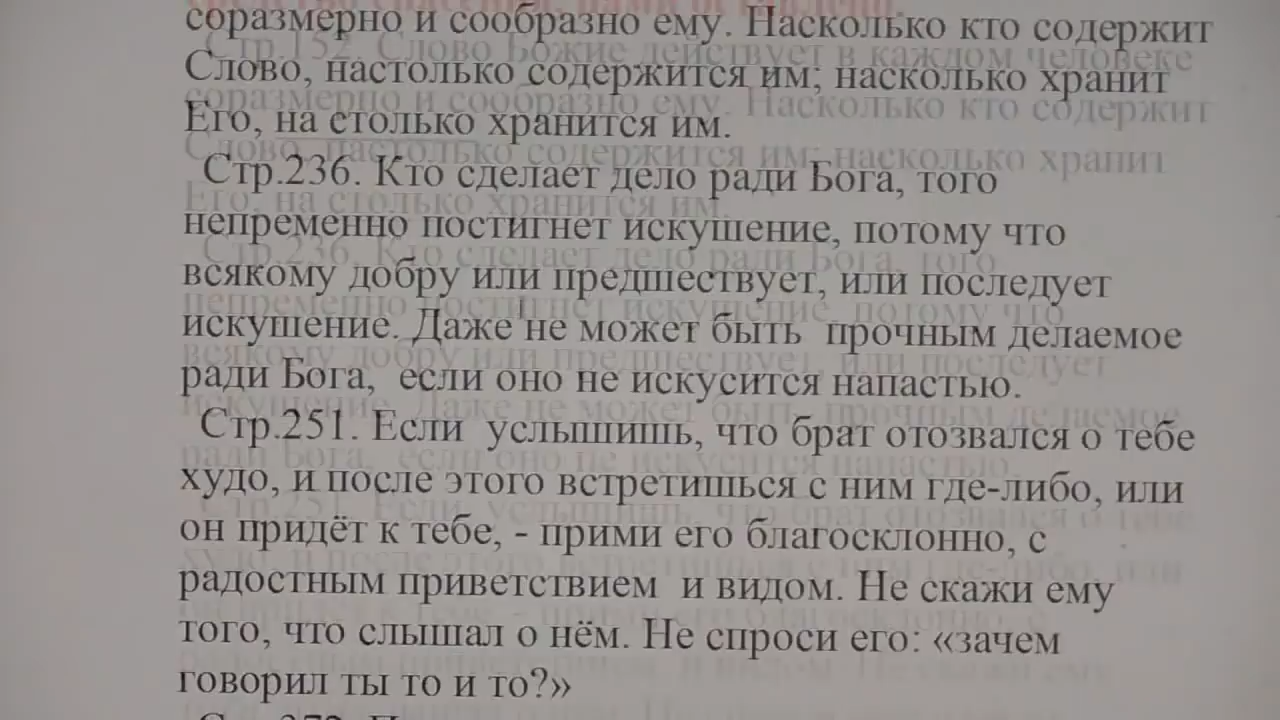 соразмерно и сообразно ему. Насколько кто содержит
Слово, настолько содержится им; насколько хранит
Его, на столько хранится им.
Стр.236. Кто сделает дело ради Бога, того
непременно постигнет искушение, потому что
всякому добру или предшествует, или последует
искушение. Даже не может быть прочным делаемое
ради Бога, если оно не искусится напастью.
Стр.251. Если услышишь, что брат отозвался о тебе
худо, и после этого встретишься с ним где-либо, или
он придёт к тебе, - прими его благосклонно, с
радостным приветствием и видом. Не скажи ему
того, что слышал о нём. Не спроси его: «зачем
говорил ты то и то?»